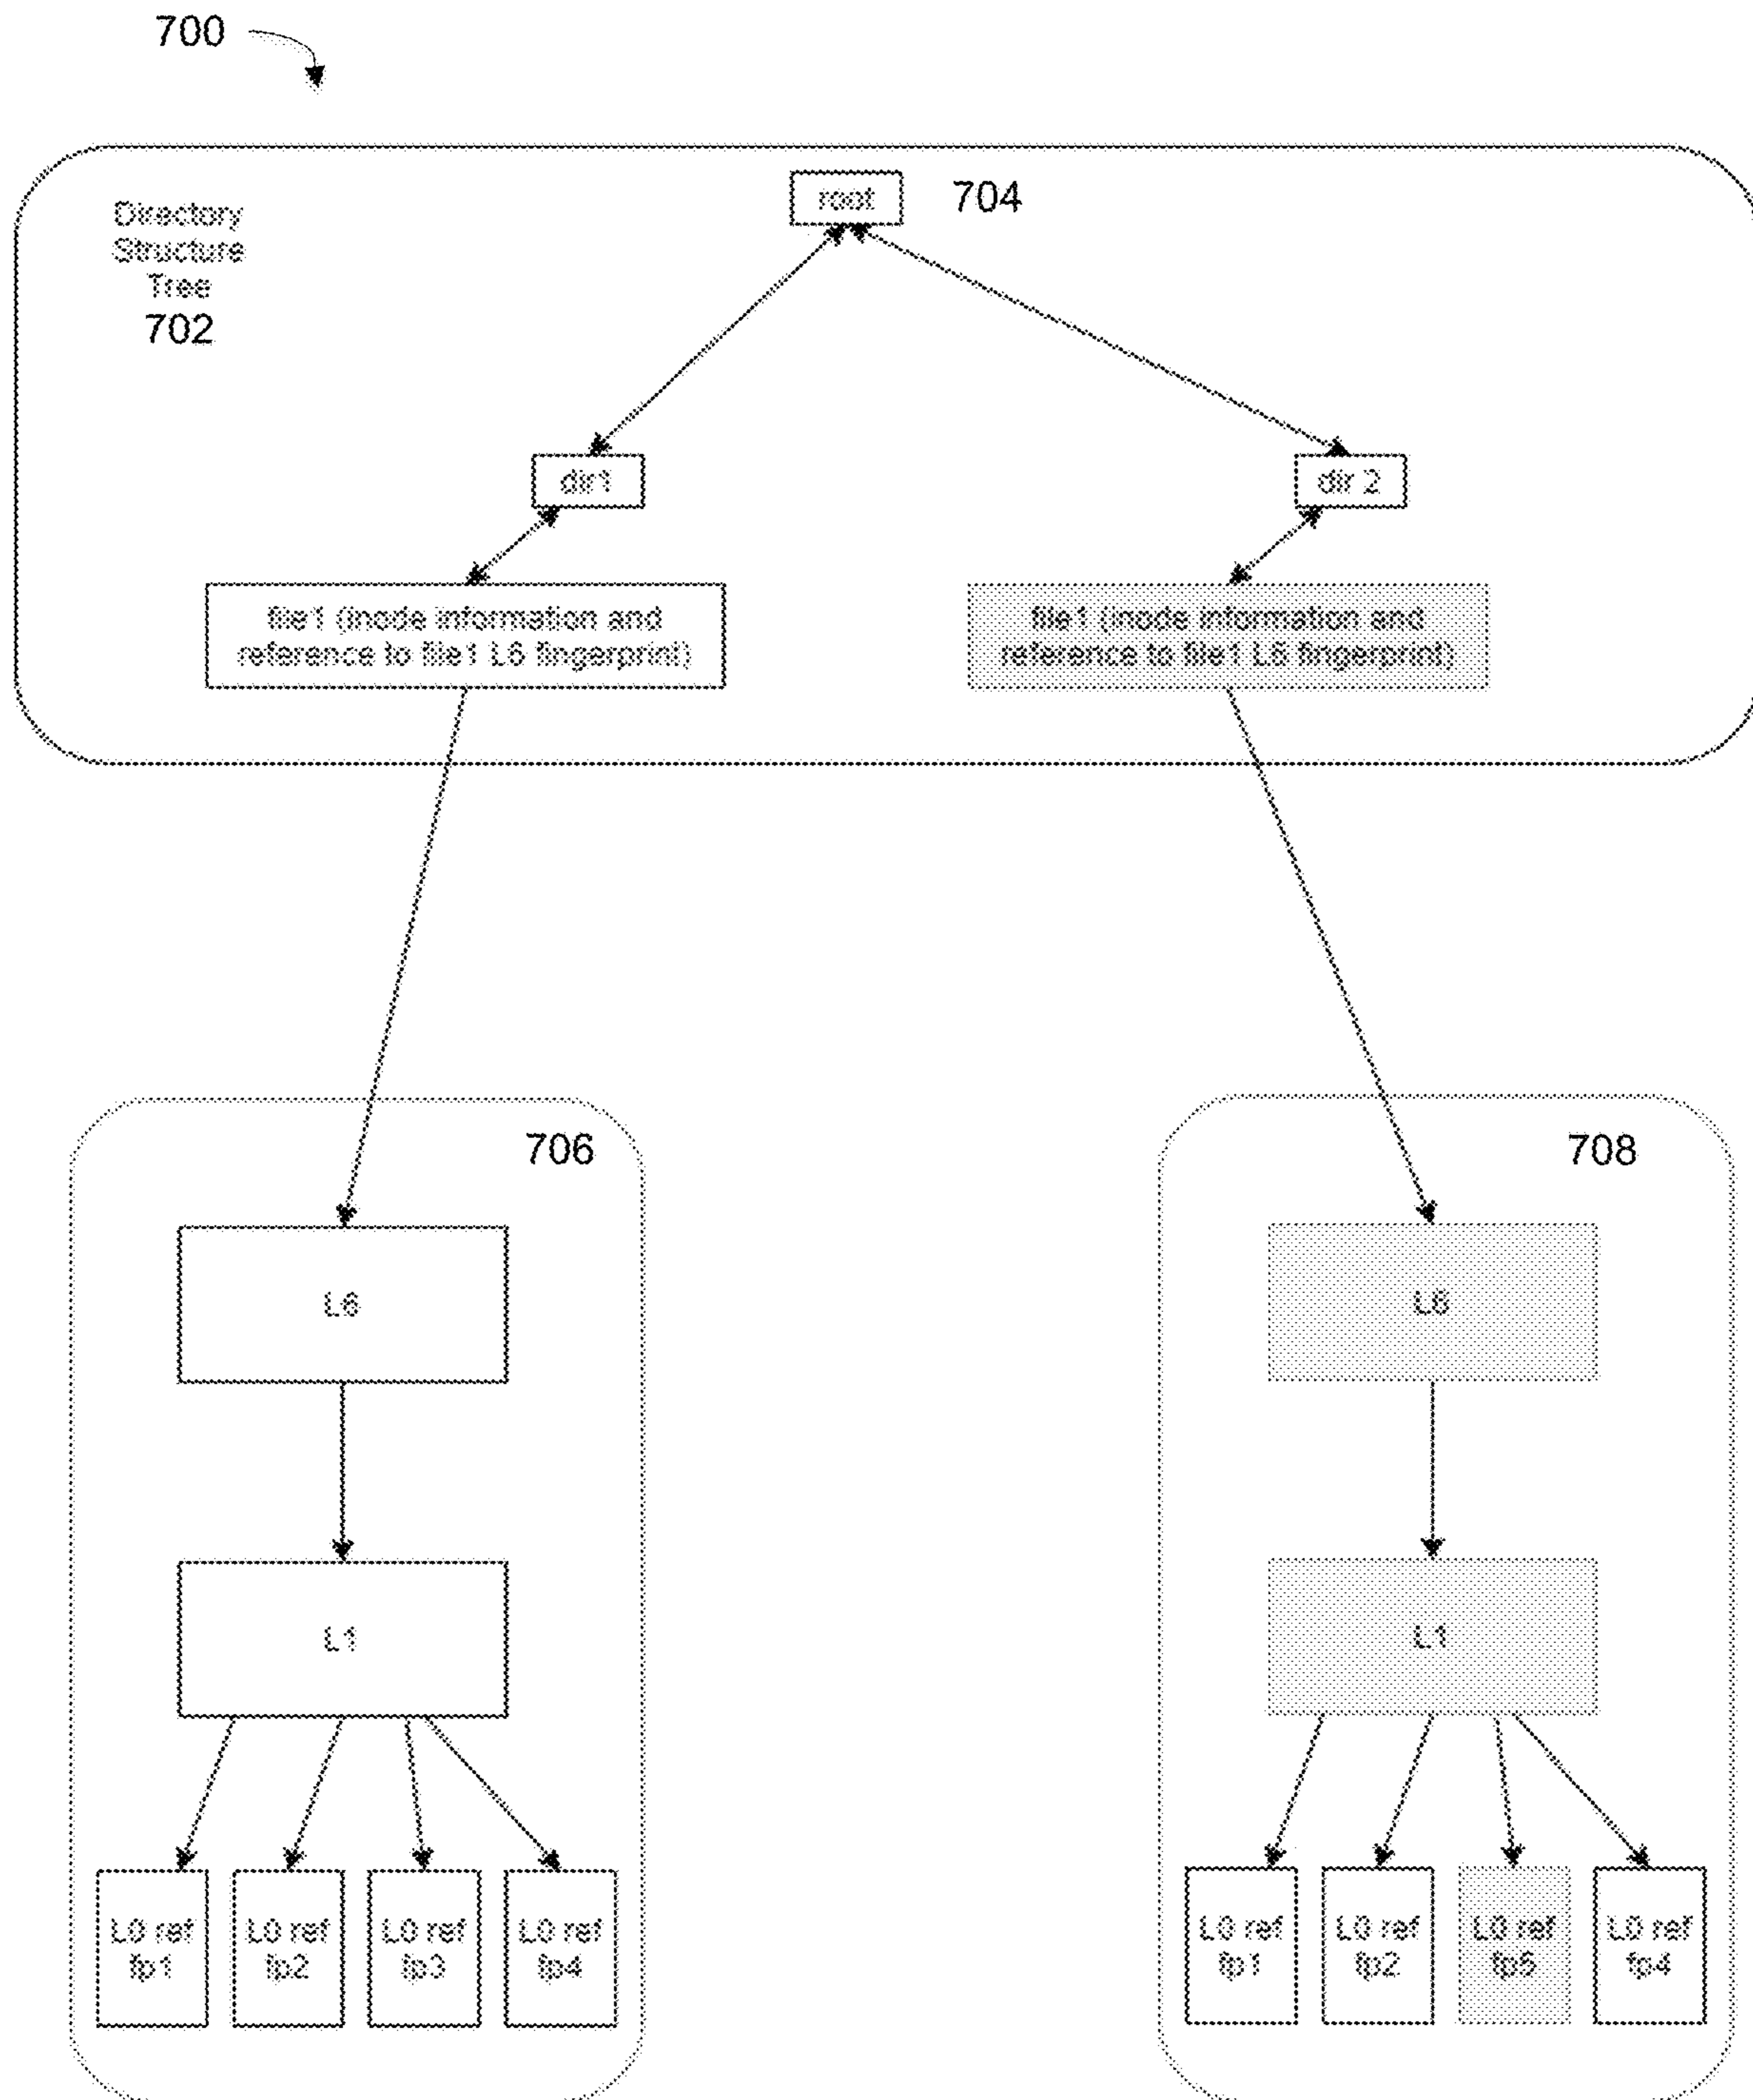 700
root
704
Directory
Structure
Tree
702
dir1
dir 2
file1 (inode information and
reference to file1 L6 fingerprint)
file1 (inode information and
reference to file1 L6 fingerprint)
706
708
L6
L6
L1
L1
L0 ref
fp1
L0 ref
fp2
L0 ref
fp3
L0 ref
fp4
L0 ref
fp1
L0 ref
fp2
L0 ref
fp5
L0 ref
fp4